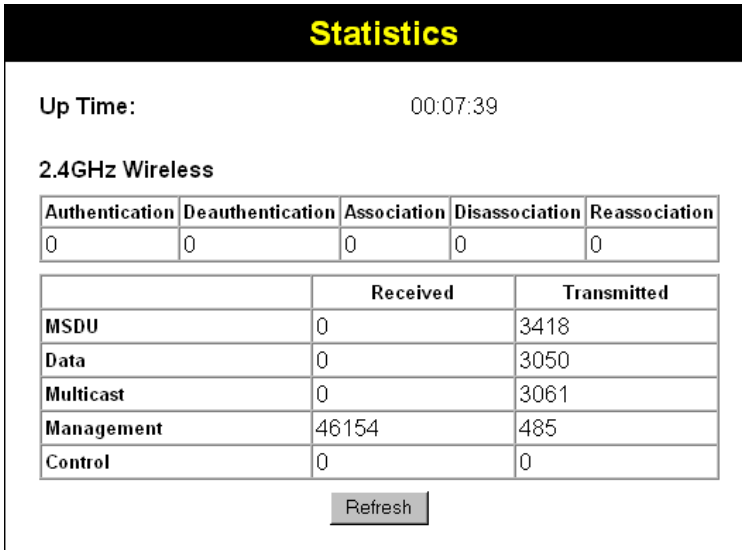 Statistics
Up Time: 00:07:39
2.4GHz Wireless
Authentication Deauthentication Association Disassociation Reassociation
0 0 0 0 0
Received Transmitted
MSDU 0 3418
Data 0 3050
Multicast 0 3061
Management 46154 485
Control 0 0
Refresh